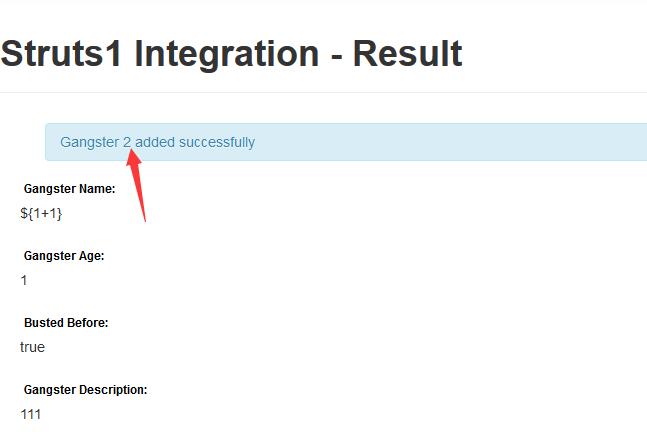 Struts1 Integration - Result
Gangster 2 added successfully
Gangster Name:
${1+1}
Gangster Age:
1
Busted Before:
true
Gangster Description:
111